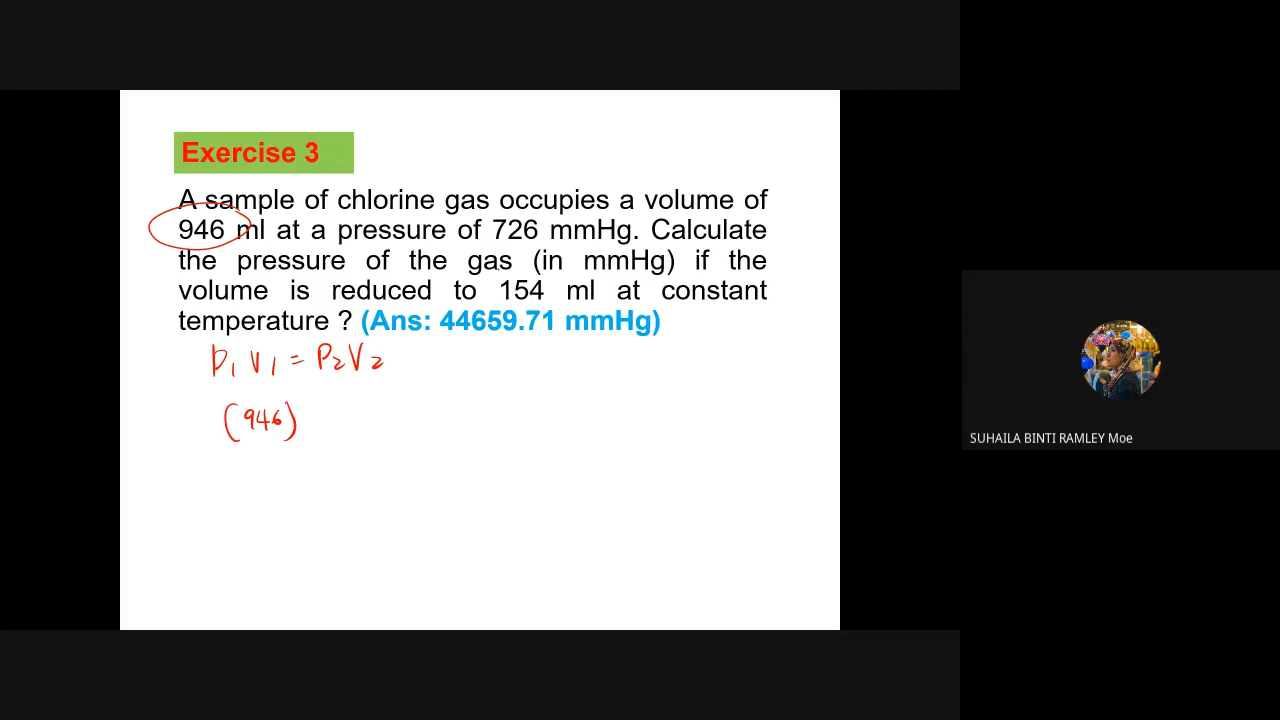 Exercise 3
A sample of chlorine gas occupies a volume of
946 ml at a pressure of 726 mmHg. Calculate
the pressure of the gas (in mmHg) if the
volume is reduced to 154 ml at constant
temperature ? (Ans: 44659.71 mmHg)
P₁ V₁ = P₂V₂
(946)
SUHAILA BINTI RAMLEY Moe